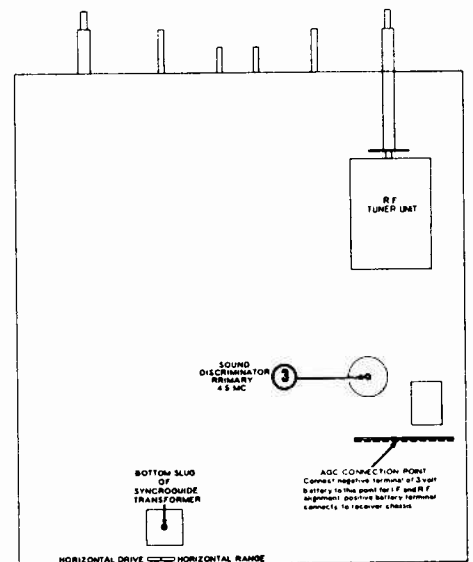 R F
TUNER UNIT
SOUND
DISCRIMINATOR
PRIMARY
4.5 MC
3
AGC CONNECTION POINT
Connect negative terminal of 3 volt
battery to this point for I F and R F
alignment positive battery terminal
connects to receiver chassis
BOTTOM SLUG
OF
SYNCROGUIDE
TRANSFORMER
HORIZONTAL DRIVE HORIZONTAL RANGE